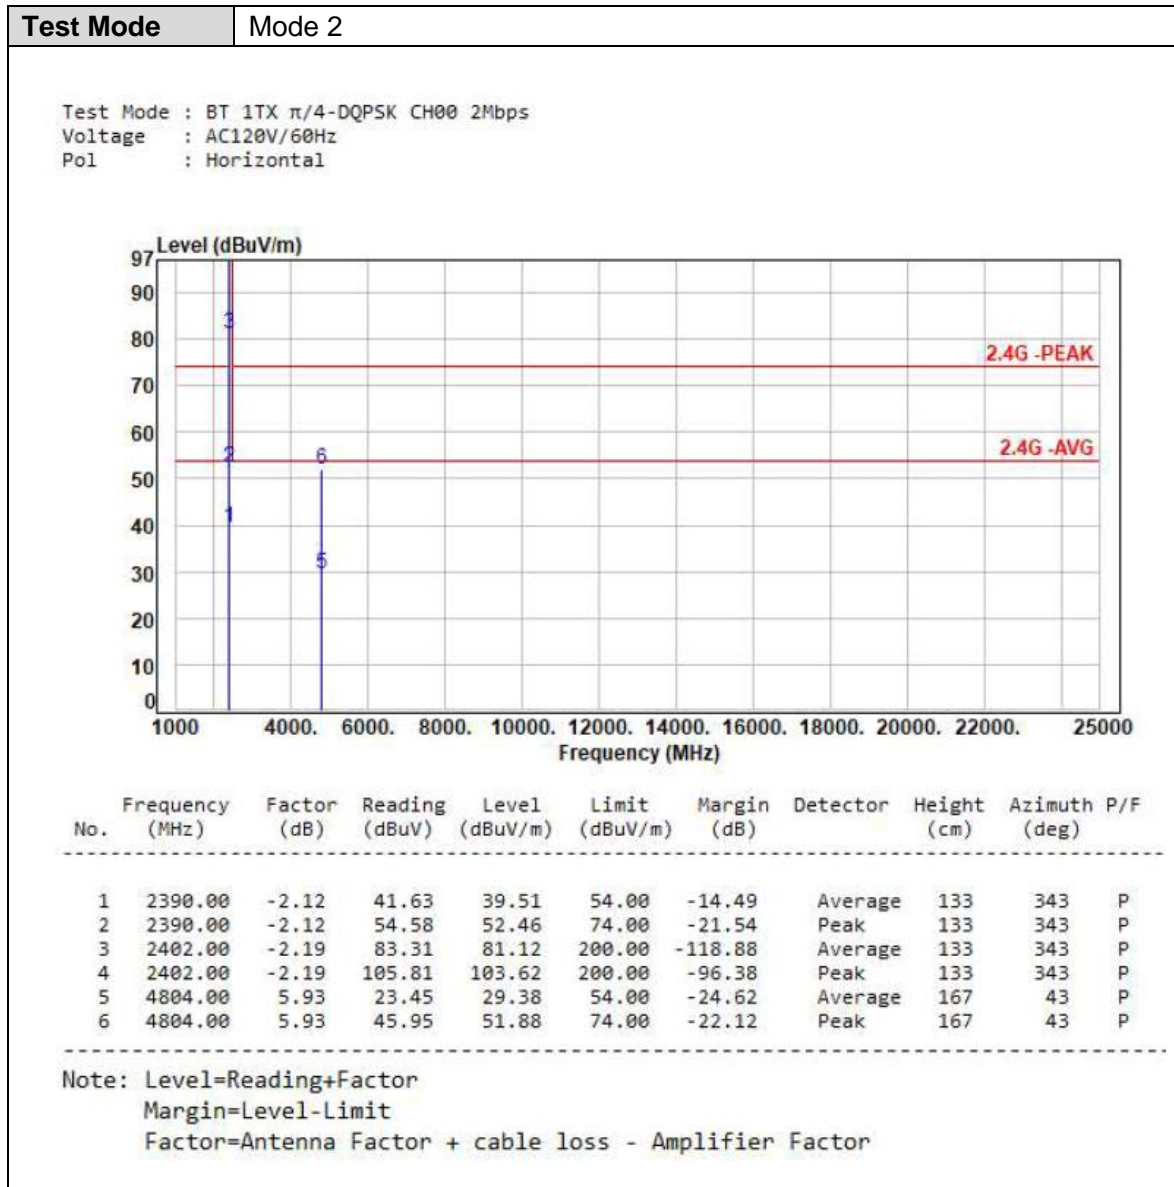 Test Mode Mode 2
Test Mode : BT 1TX π/4-DQPSK CH00 2Mbps
Voltage : AC120V/60Hz
Pol : Horizontal
Level (dBuV/m)
97
90
3
80
2.4G -PEAK
70
60
2.4G -AVG
2 6
50
1
40
5
30
20
10
0
1000 4000. 6000. 8000. 10000. 12000. 14000. 16000. 18000. 20000. 22000. 25000
Frequency (MHz)
Frequency Factor Reading Level Limit Margin Detector Height Azimuth P/F
No. (MHz) (dB) (dBuV) (dBuV/m) (dBuV/m) (dB) (cm) (deg)
1 2390.00 -2.12 41.63 39.51 54.00 -14.49 Average 133 343 P
2 2390.00 -2.12 54.58 52.46 74.00 -21.54 Peak 133 343 P
3 2402.00 -2.19 83.31 81.12 200.00 -118.88 Average 133 343 P
4 2402.00 -2.19 105.81 103.62 200.00 -96.38 Peak 133 343 P
5 4804.00 5.93 23.45 29.38 54.00 -24.62 Average 167 43 P
6 4804.00 5.93 45.95 51.88 74.00 -22.12 Peak 167 43 P
Note: Level=Reading+Factor
Margin=Level-Limit
Factor=Antenna Factor + cable loss - Amplifier Factor